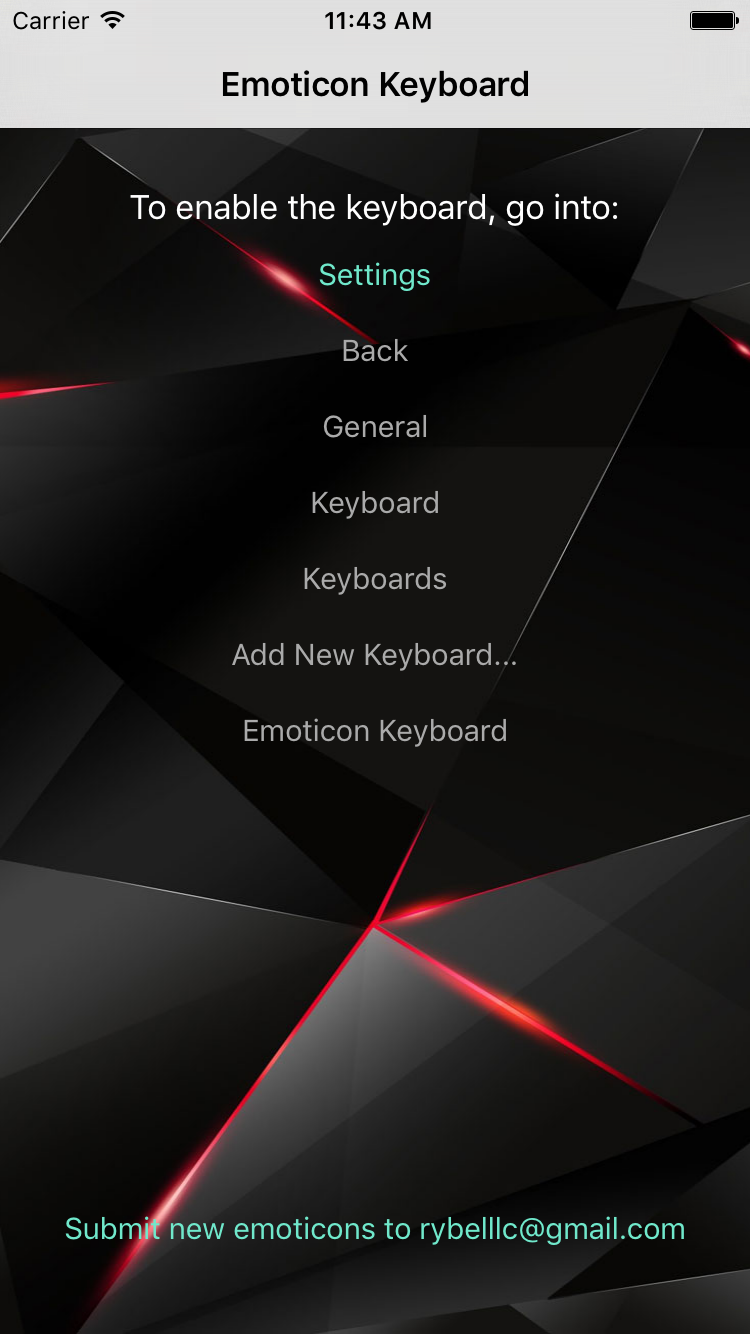 Carrier 11:43 AM
Emoticon Keyboard
To enable the keyboard, go into:
Settings
Back
General
Keyboard
Keyboards
Add New Keyboard...
Emoticon Keyboard
Submit new emoticons to rybelllc@gmail.com